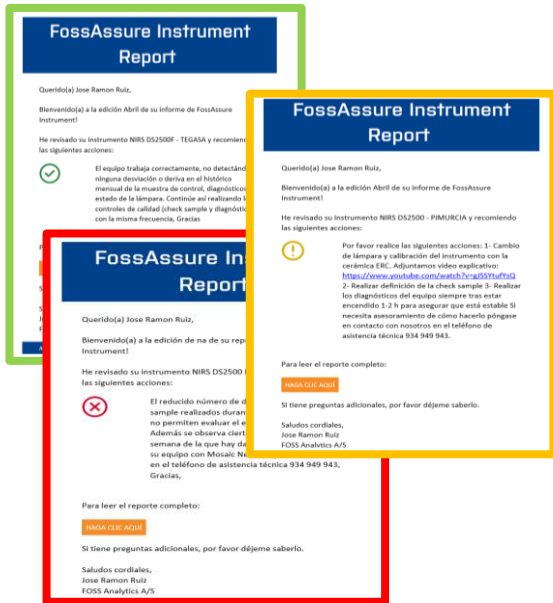 FossAssure Instrument
Report
Querido(a) Jose Ramon Ruiz,
Bienvenido(a) a la edición Abril de su informe de FossAssure
Instrument!
He revisado su instrumento NIRS DS2500F - TEGASA y recomiendo
las siguientes acciones:
El equipo trabaja correctamente, no detectánd
ninguna desviación o deriva en el histórico
mensual de la muestra de control, diagnósticos
estado de la lámpara. Continúe así realizando l
controles de calidad (check sample y diagnósti
con la misma frecuencia, Gracias
FossAssure Instrument
Report
Querido(a) Jose Ramon Ruiz,
Bienvenido(a) a la edición Abril de su informe de FossAssure
Instrument!
He revisado su instrumento NIRS DS2500 - PIMURCIA y recomiendo
las siguientes acciones:
Por favor realice las siguientes acciones: 1- Cambio
de lámpara y calibración del instrumento con la
cerámica ERC. Adjuntamos video explicativo:
https://www.youtube.com/watch?v=gJ5SYtufYsQ
2- Realizar definición de la check sample 3- Realizar
los diagnósticos del equipo siempre tras estar
encendido 1-2 h para asegurar que está estable Si
necesita asesoramiento de cómo hacerlo póngase
en contacto con nosotros en el teléfono de
asistencia técnica 934 949 943.
Para leer el reporte completo:
HAGA CLIC AQUÍ
Si tiene preguntas adicionales, por favor déjeme saberlo.
Saludos cordiales,
Jose Ramon Ruiz
FOSS Analytics A/S
FossAssure In
Report
Querido(a) Jose Ramon Ruiz,
Bienvenido(a) a la edición de na de su rep
Instrument!
He revisado su instrumento NIRS DS2500
las siguientes acciones:
El reducido número de d
sample realizados duran
no permiten evaluar el e
Además se observa ciert
semana de la que hay da
su equipo con Mosaic Ne
en el teléfono de asistencia técnica 934 949 943,
Gracias,
Para leer el reporte completo:
HAGA CLIC AQUÍ
Si tiene preguntas adicionales, por favor déjeme saberlo.
Saludos cordiales,
Jose Ramon Ruiz
FOSS Analytics A/S